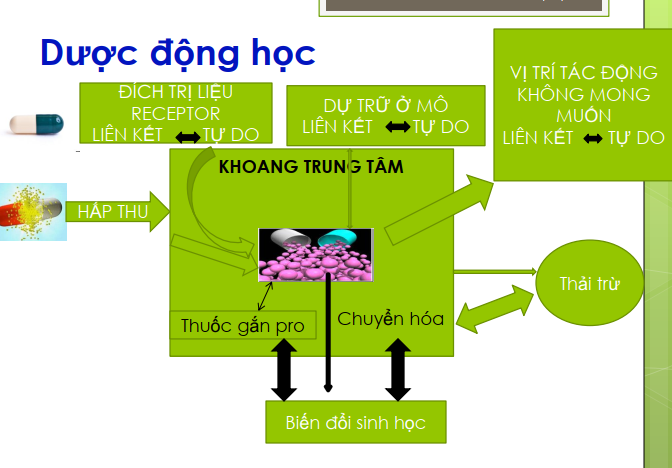 Dược động học
ĐÍCH TRỊ LIỆU
RECEPTOR
LIÊN KẾT TỰ DO
DỰ TRỮ Ở MÔ
LIÊN KẾT TỰ DO
VỊ TRÍ TÁC ĐỘNG
KHÔNG MONG
MUỐN
LIÊN KẾT TỰ DO
KHOANG TRUNG TÂM
HẤP THU
Thuốc gắn pro
Chuyển hóa
Thải trừ
Biến đổi sinh học